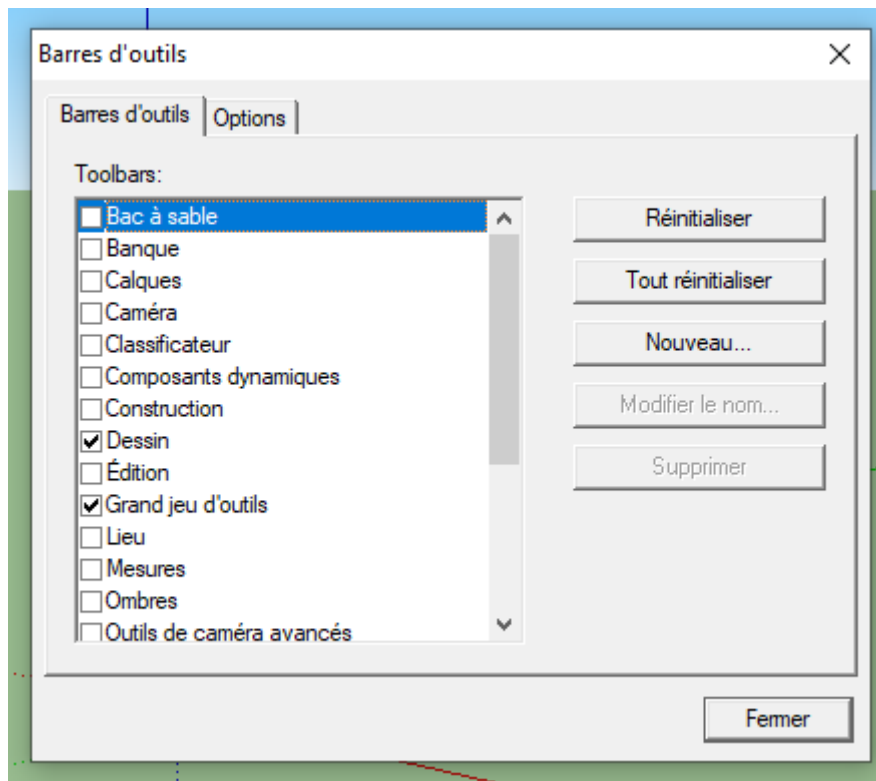 Barres d'outils
Barres d'outils
Options
Toolbars:
Bac à sable
Banque
Calques
Caméra
Classificateur
Composants dynamiques
Construction
Dessin
Édition
Grand jeu d'outils
Lieu
Mesures
Ombres
Outils de caméra avancés
Réinitialiser
Tout réinitialiser
Nouveau...
Modifier le nom...
Supprimer
Fermer